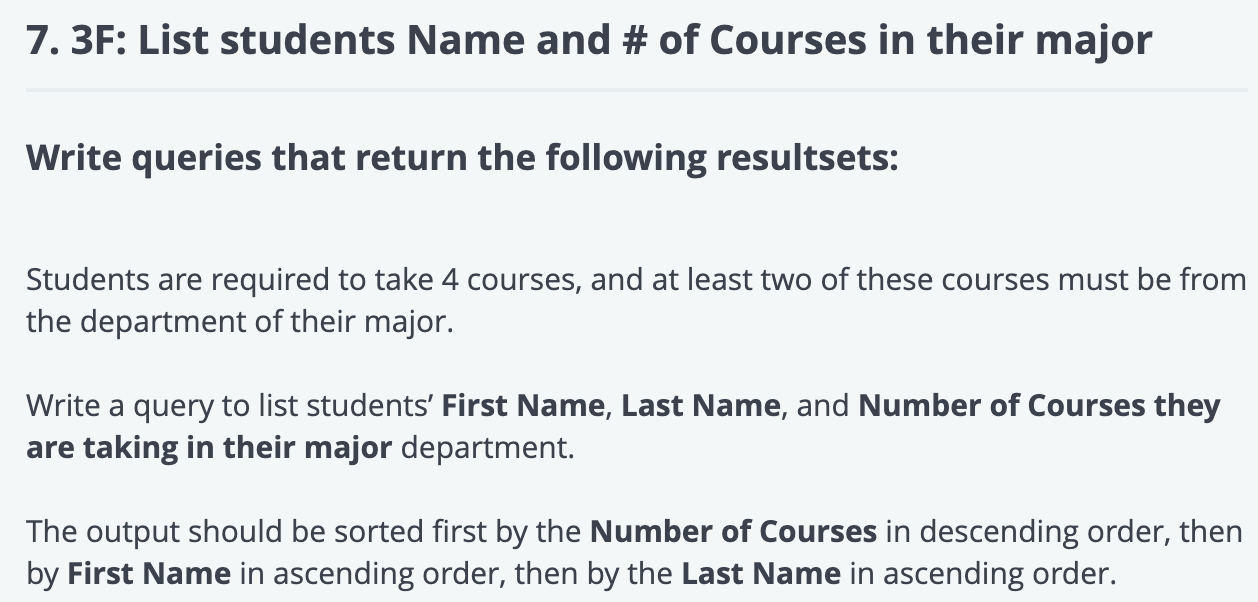 7. 3F: List students Name and # of Courses in their major
Write queries that return the following resultsets:
Students are required to take 4 courses, and at least two of these courses must be from
the department of their major.
Write a query to list students’ First Name, Last Name, and Number of Courses they
are taking in their major department.
The output should be sorted first by the Number of Courses in descending order, then
by First Name in ascending order, then by the Last Name in ascending order.